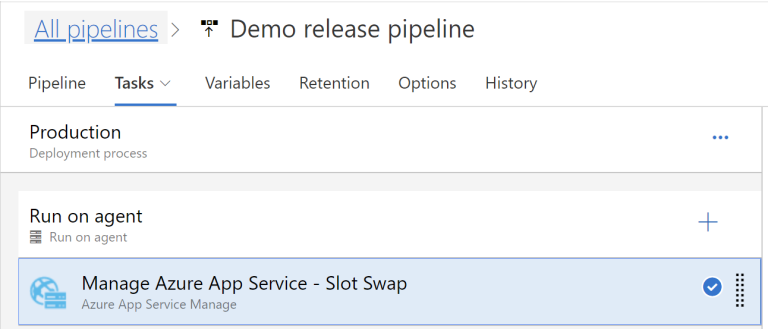 All pipelines > Demo release pipeline
Pipeline Tasks Variables Retention Options History
Production
Deployment process
Run on agent
Run on agent
Manage Azure App Service - Slot Swap
Azure App Service Manage